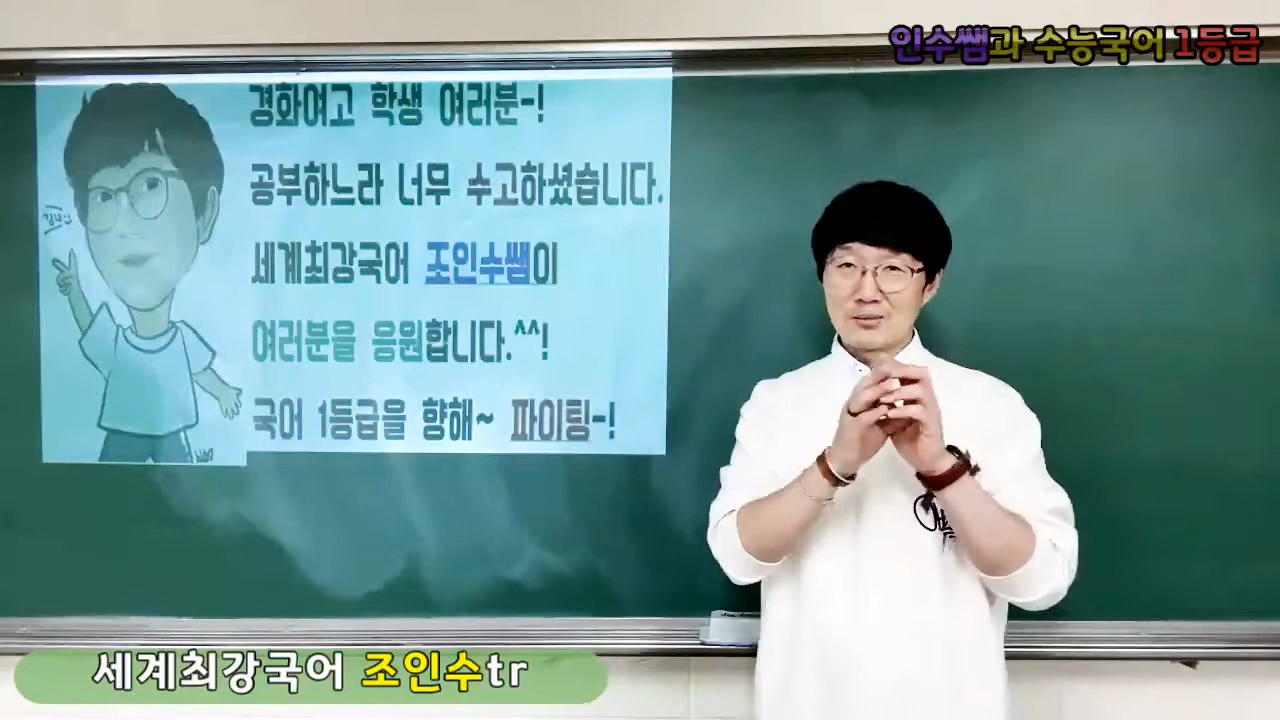 인수쌤과 수능국어 1등급
경화여고 학생 여러분-!
공부하느라 너무 수고하셨습니다.
세계최강국어 조인수쌤이
여러분을 응원합니다.^^!
국어 1등급을 향해~ 파이팅-!
세계최강국어 조인수tr